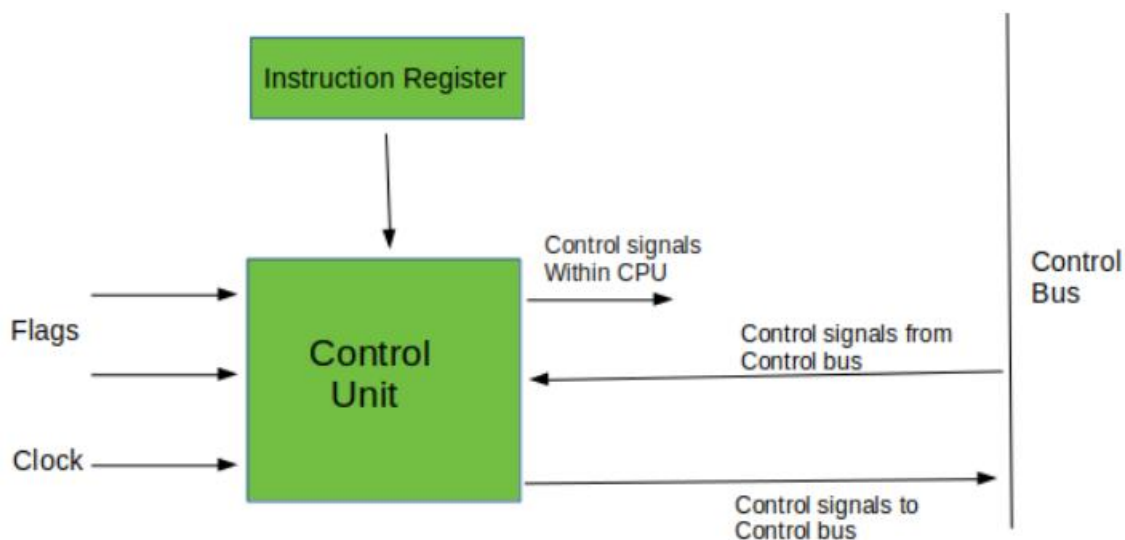 Instruction Register
Control signals
Within CPU
Control
Bus
Flags
Control
Unit
Control signals from
Control bus
Clock
Control signals to
Control bus